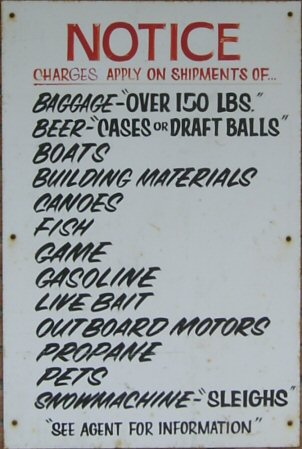 NOTICE
CHARGES APPLY ON SHIPMENTS OF...
BAGGAGE-"OVER 150 LBS."
BEER-"CASES OR DRAFT BALLS"
BOATS
BUILDING MATERIALS
CANOES
FISH
GAME
GASOLINE
LIVE BAIT
OUTBOARD MOTORS
PROPANE
PETS
SNOWMACHINE-"SLEIGHS"
"SEE AGENT FOR INFORMATION"